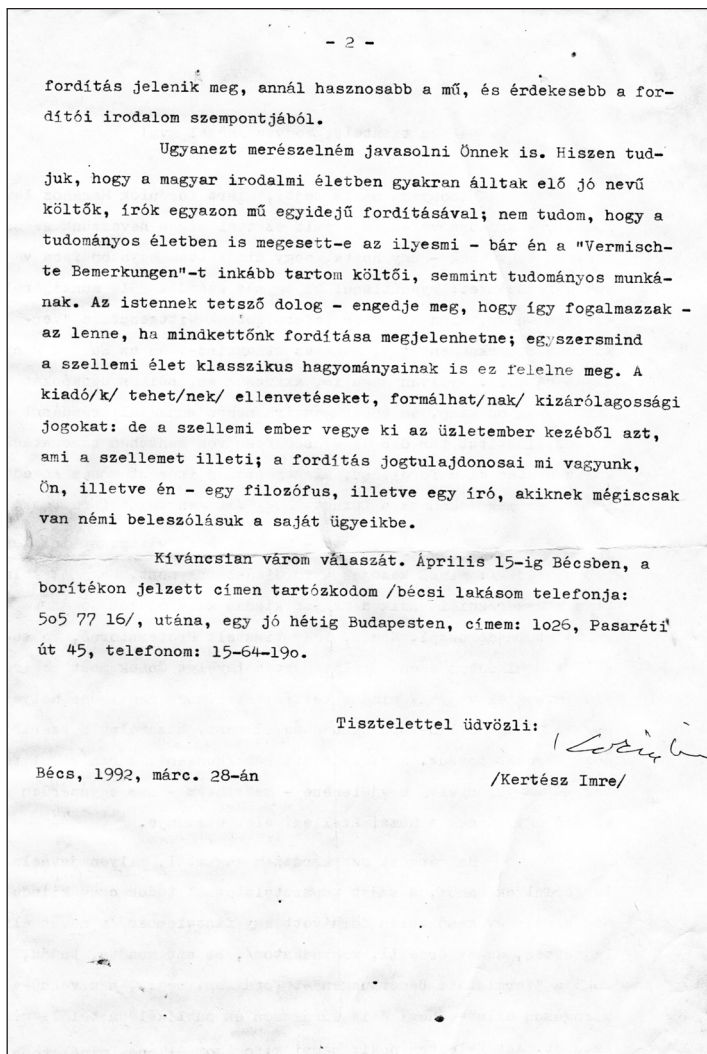 - 2 -
fordítás jelenik meg, annál hasznosabb a mű, és érdekesebb a for-
dítói irodalom szempontjából.
Ugyanezt merészelném javasolni Önnek is. Hiszen tud-
juk, hogy a magyar irodalmi életben gyakran álltak elő jó nevű
költők, írók egyazon mű egyidejű fordításával; nem tudom, hogy a
tudományos életben is megesett-e az ilyesmi - bár én a "Vermisch-
te Bemerkungen"-t inkább tartom költői, semmint tudományos munká-
nak. Az istennek tetsző dolog - engedje meg, hogy így fogalmazzak -
az lenne, ha mindkettőnk fordítása megjelenhetne; egyszersmind
a szellemi élet klasszikus hagyományainak is ez felelne meg. A
kiadó/k/ tehet/nek/ ellenvetéseket, formálhat/nak/ kizárólagossági
jogokat: de a szellemi ember vegye ki az üzletember kezéből azt,
ami a szellemet illeti; a fordítás jogtulajdonosai mi vagyunk,
Ön, illetve én - egy filozófus, illetve egy író, akiknek mégiscsak
van némi beleszólásuk a saját ügyeikbe.
Kíváncsian várom válaszát. Április 15-ig Bécsben, a
borítékon jelzett címen tartózkodom /bécsi lakásom telefonja:
5o5 77 16/, utána, egy jó hétig Budapesten, címem: 1o26, Pasaréti
út 45, telefonom: 15-64-19o.
Tisztelettel üdvözli:
Bécs, 1992, márc. 28-án
/Kertész Imre/